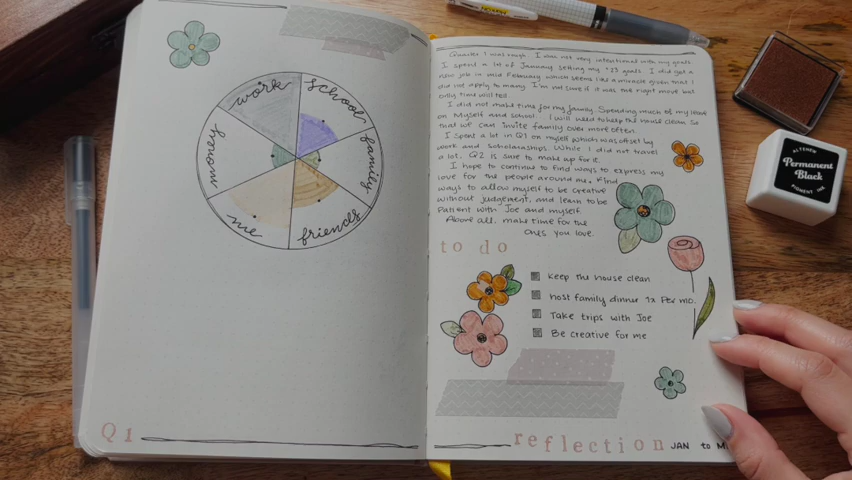 work
school
family
friends
me
money
Q1
Quarter 1 was rough. I was not very intentional with my goals.
I spent a lot of January setting my '23 goals. I did get a
new job in mid February which seems like a miracle given that I
did not apply to many. I'm not sure if it was the right move but
only time will tell.
I did not make time for my family. Spending much of my leave
on Myself and school. I will need to keep the house clean. So
that we can invite family over more often.
I spent a lot in Q1 on myself which was offset by
work and scholarships. While I did not travel
a lot. Q2 is sure to make up for it.
I hope to continue to find ways to express my
love for the people around me. Find
ways to allow myself to be creative
without judgement, and learn to be
Patient with Joe and myself.
Above all. make time for the
ones you love.
to do
Keep the house clean
host family dinner 1x Per mo.
Take trips with Joe
Be creative for me
reflection JAN to
ALTENEW
Permanent
Black
PIGMENT INK